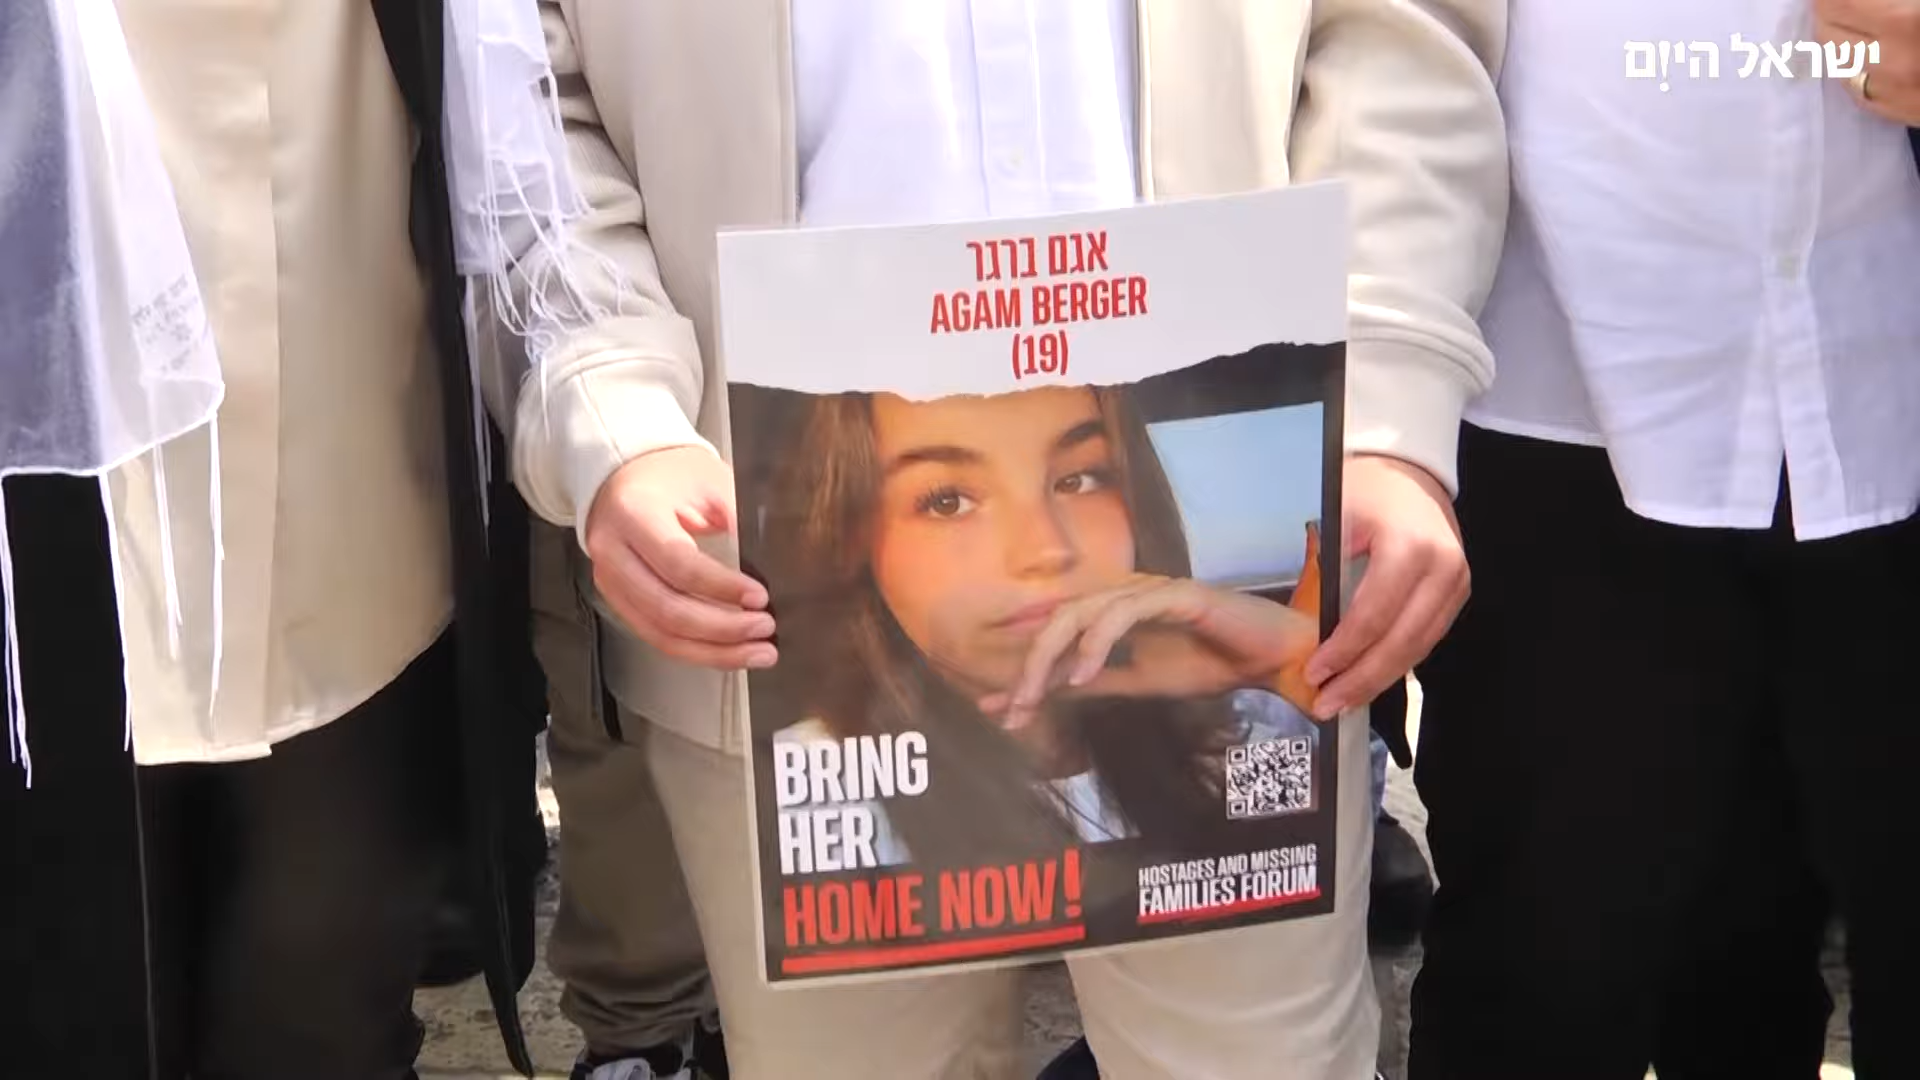 ישראל היום
אגם ברגר
AGAM BERGER
(19)
BRING
HER
HOME NOW!
HOSTAGES AND MISSING
FAMILIES FORUM